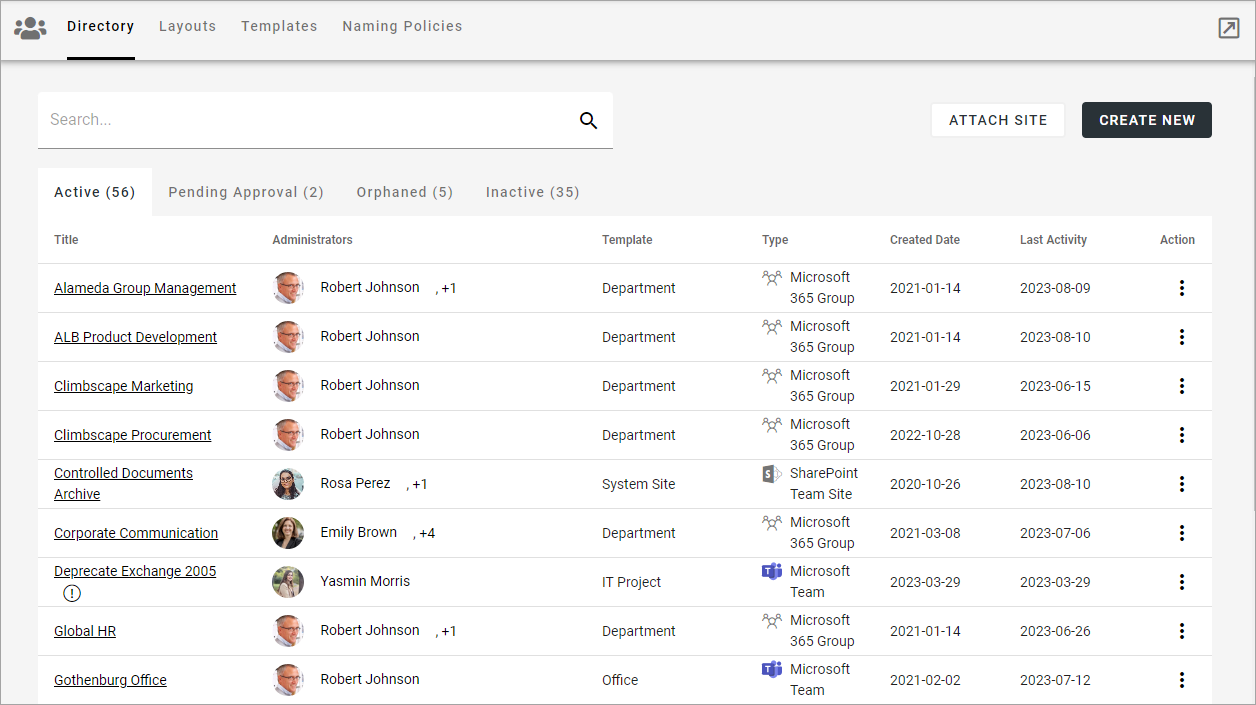 Directory Layouts Templates Naming Policies
Search...
ATTACH SITE CREATE NEW
Active (56) Pending Approval (2) Orphaned (5) Inactive (35)
Title Administrators Template Type Created Date Last Activity Action
Alameda Group Management Robert Johnson , +1 Department Microsoft 2021-01-14 2023-08-09
365 Group
ALB Product Development Robert Johnson Department Microsoft 2021-01-14 2023-08-10
365 Group
Climbscape Marketing Robert Johnson Department Microsoft 2021-01-29 2023-06-15
365 Group
Climbscape Procurement Robert Johnson Department Microsoft 2022-10-28 2023-06-06
365 Group
Controlled Documents Rosa Perez , +1 System Site SharePoint 2020-10-26 2023-08-10
Archive Team Site
Corporate Communication Emily Brown , +4 Department Microsoft 2021-03-08 2023-07-06
365 Group
Deprecate Exchange 2005 Yasmin Morris IT Project Microsoft 2023-03-29 2023-03-29
Team
Global HR Robert Johnson , +1 Department Microsoft 2021-01-14 2023-06-26
365 Group
Gothenburg Office Robert Johnson Office Microsoft 2021-02-02 2023-07-12
Team